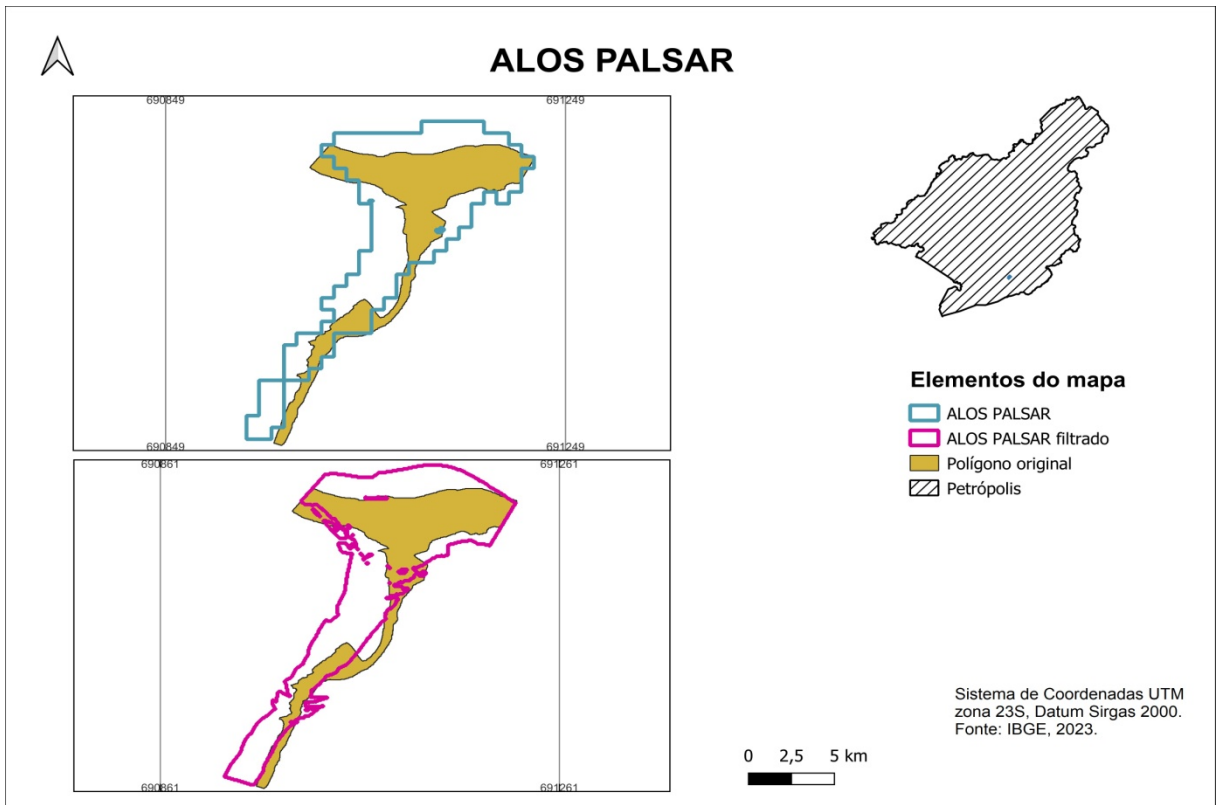 ALOS PALSAR
690849
691249
690849
691249
690861
691261
690861
691261
Elementos do mapa
ALOS PALSAR
ALOS PALSAR filtrado
Polígono original
Petrópolis
Sistema de Coordenadas UTM
zona 23S, Datum Sirgas 2000.
Fonte: IBGE, 2023.
0 2,5 5 km